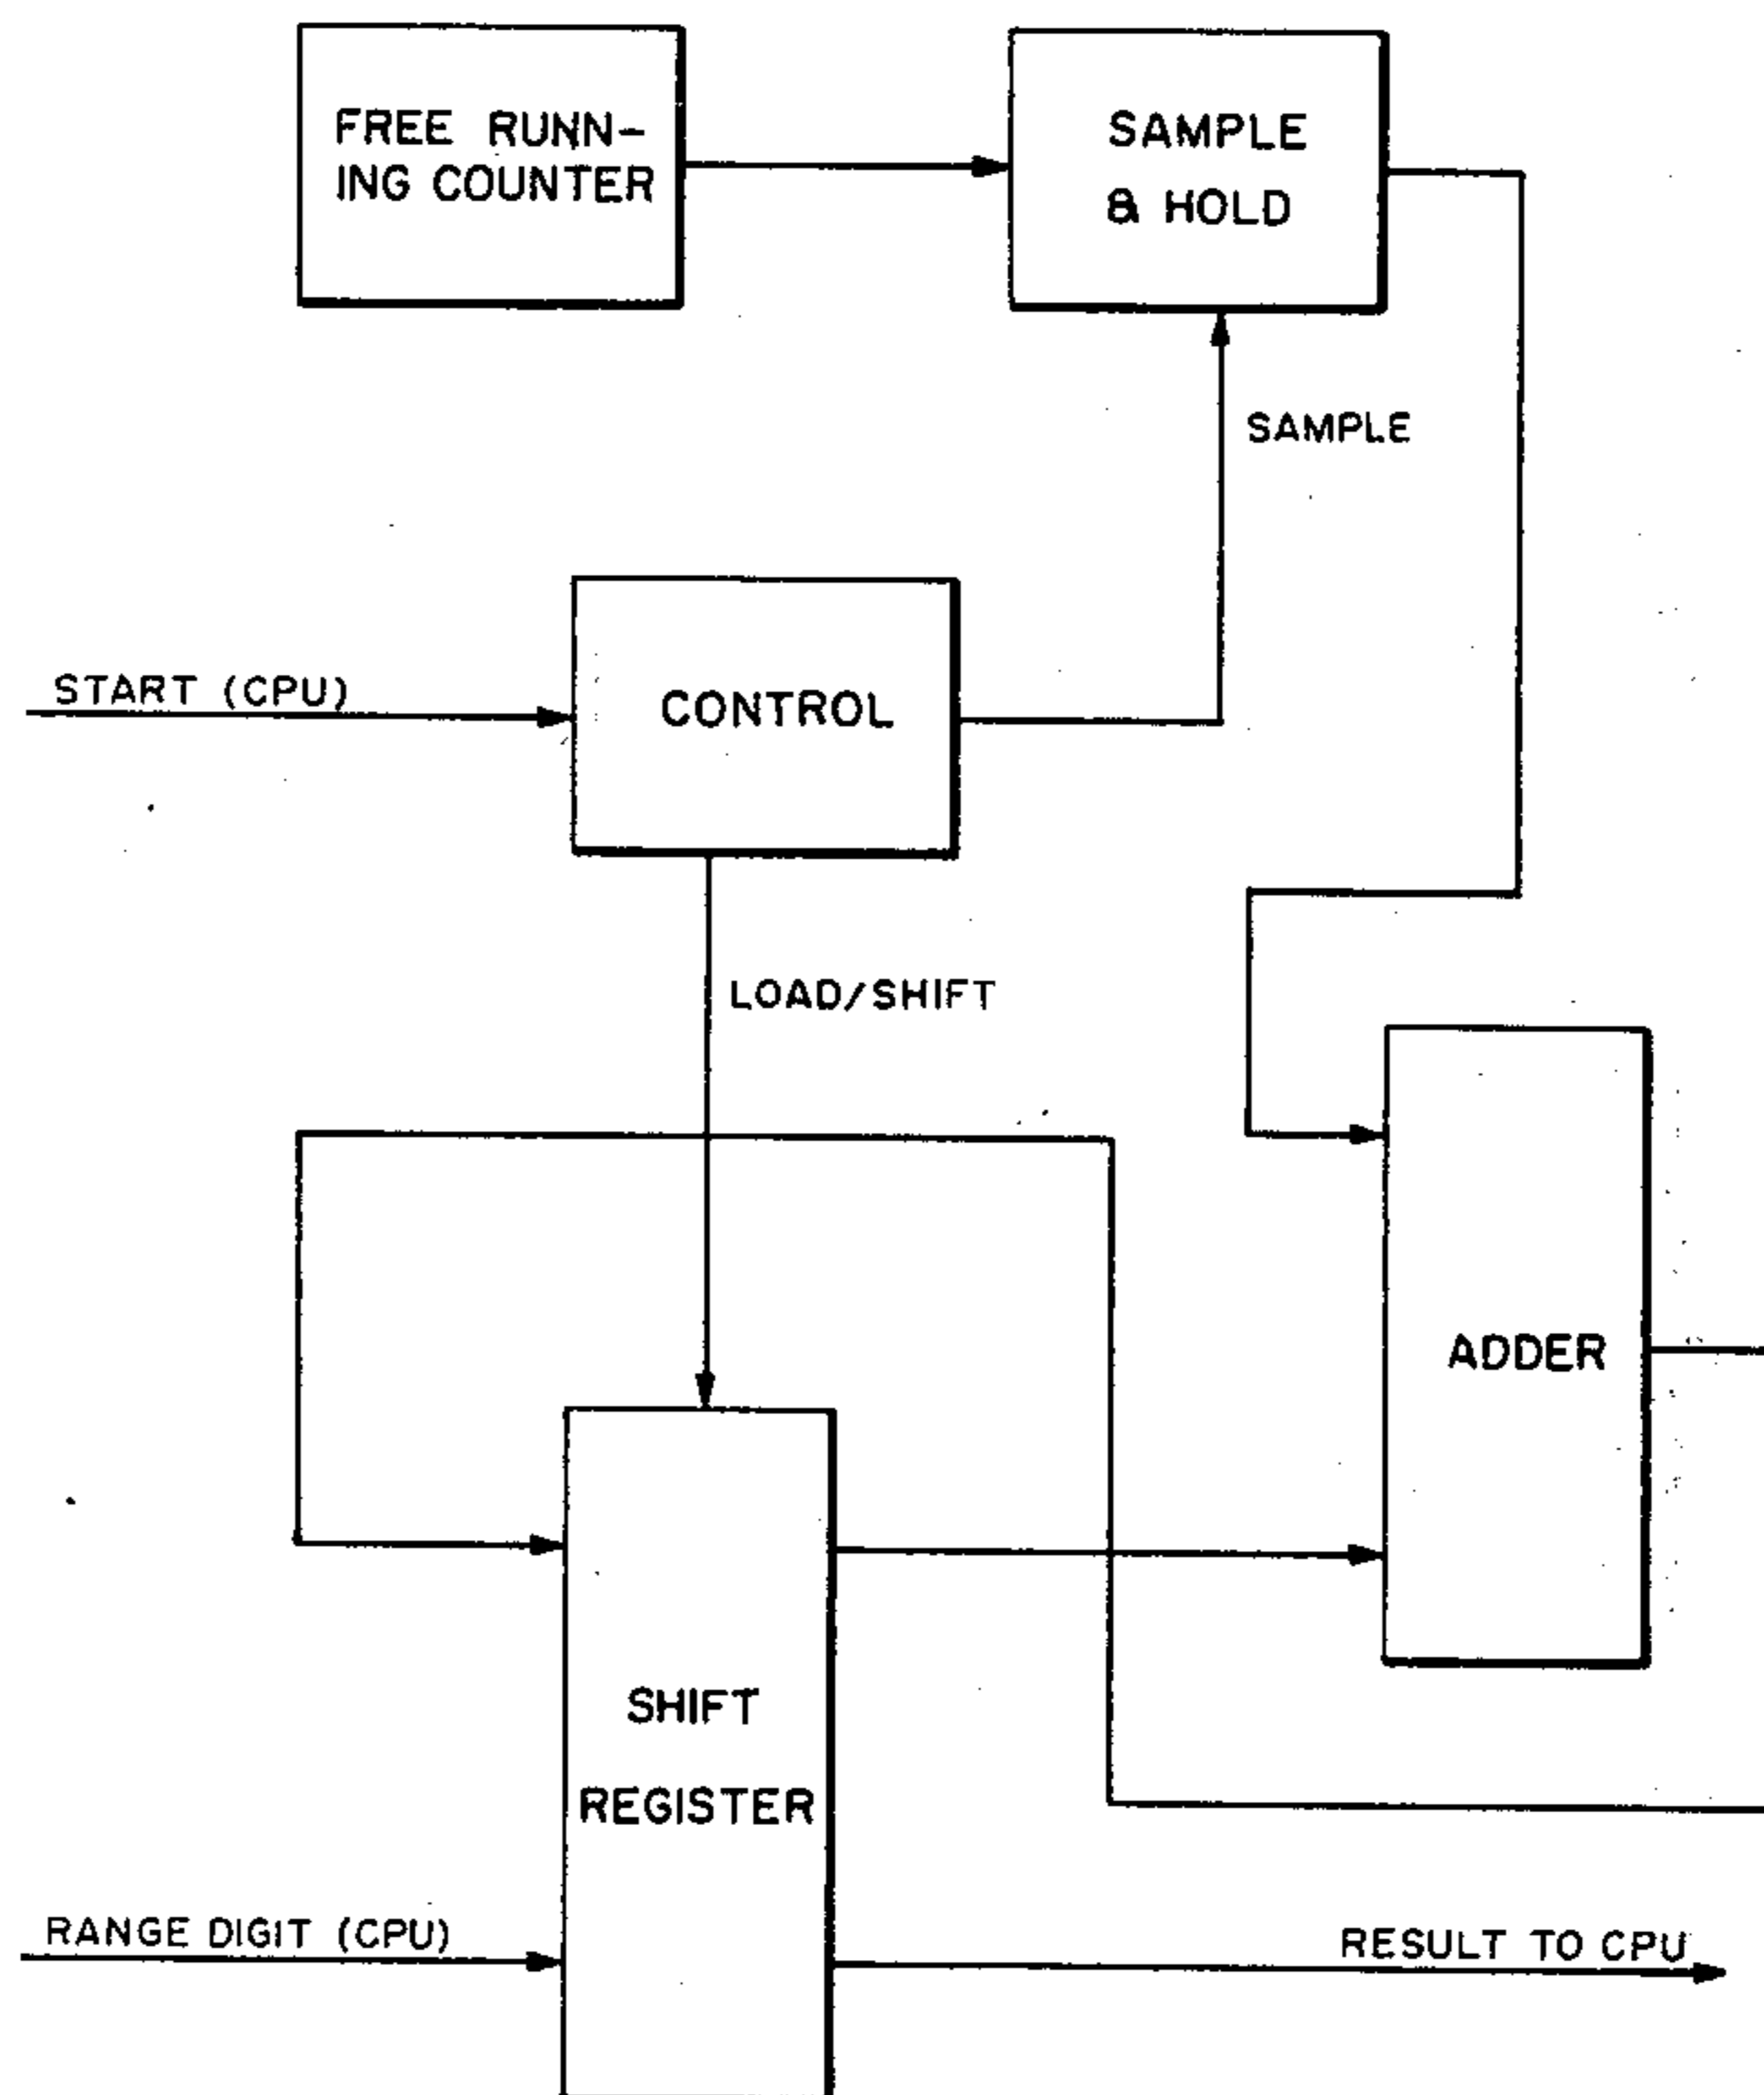 FREE RUNN-
ING COUNTER
SAMPLE
& HOLD
SAMPLE
START (CPU)
CONTROL
LOAD/SHIFT
ADDER
SHIFT
REGISTER
RANGE DIGIT (CPU)
RESULT TO CPU